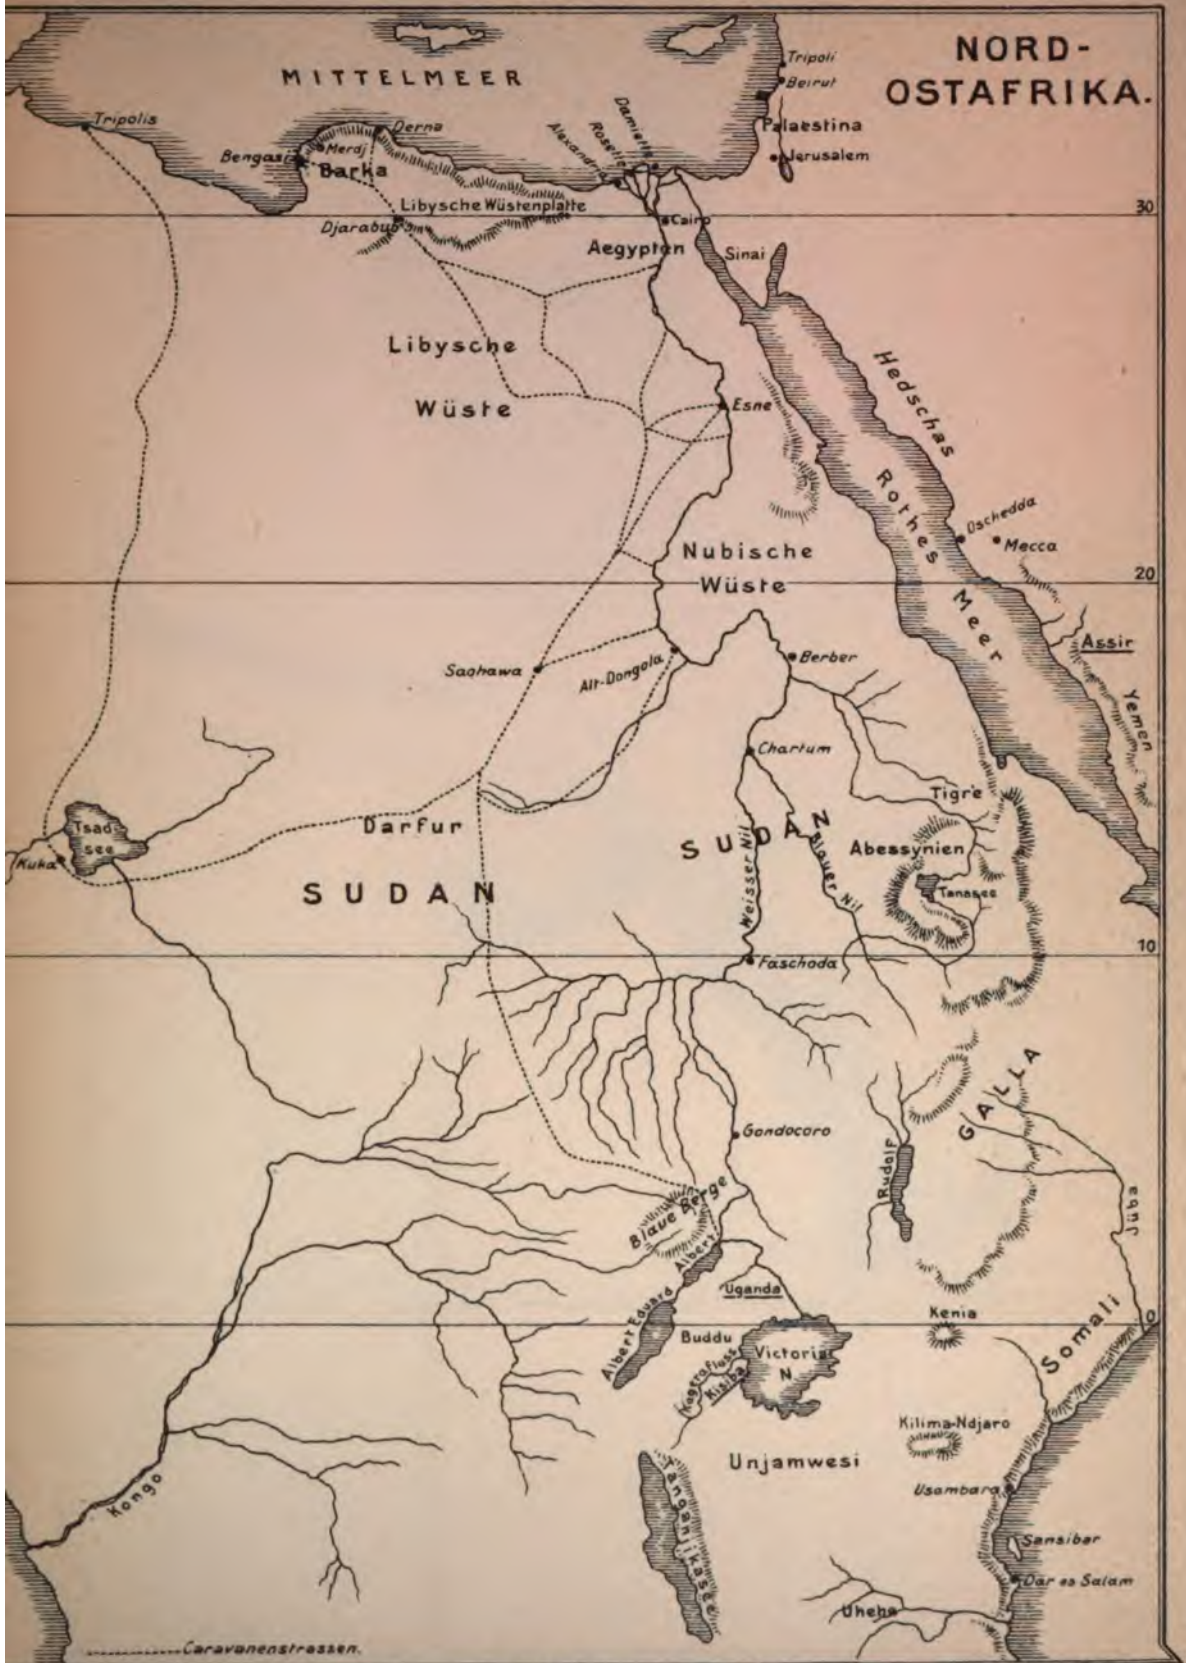 NORD-
OSTAFRIKA.
MITTELMEER
Tripoli
Beirut
Palaestina
Jerusalem
Tripolis
Derna
Merdj
Bengasi
Barka
Damiette
Rosette
Alexandria
Libysche Wüstenplatte
Djarabub
Cairo
30
Aegypten
Sinai
Libysche
Wüste
Esne
Hedschas
Rothes
Meer
Dschedda
Mecca
Nubische
Wüste
20
Assir
Yemen
Saghawa
Alt-Dongola
Berber
Chartum
Tigre
Tsad
see
Kuka
Darfur
SUDAN
SUDAN
Weisser Nil
Blauer Nil
Abessynien
Tanasee
10
Faschoda
GALLA
Gondocoro
Rudolf
Juba
Blaue Berge
Albert
Uganda
Albert Eduard
Buddu
Kagerafluss
Kisiba
Victoria
N
Kenia
0
Somali
Kilima-Ndjaro
Unjamwesi
Usambara
Kongo
Tanganjikasee
Sansibar
Dar es Salam
Uhehe
Caravanenstrassen.